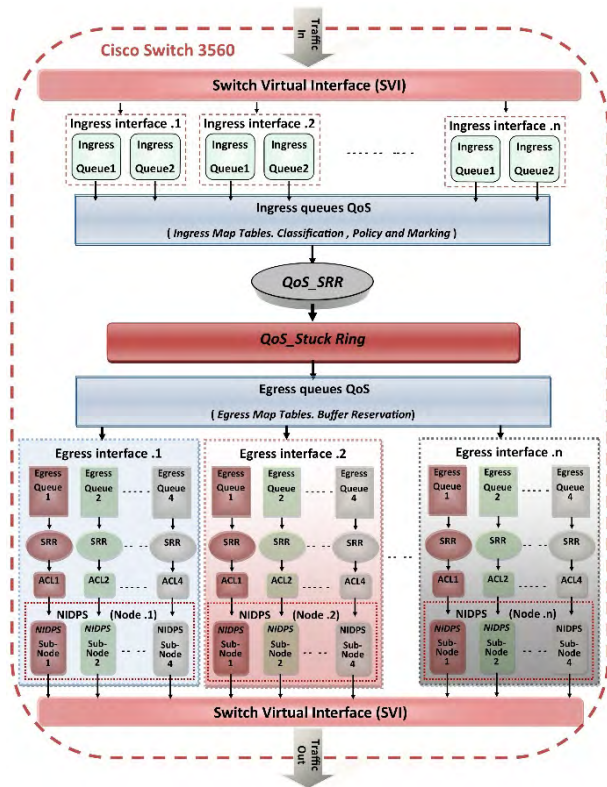 Traffic
In
Cisco Switch 3560
Switch Virtual Interface (SVI)
Ingress interface .1
Ingress interface .2
Ingress interface .n
Ingress
Queue1
Ingress
Queue2
Ingress
Queue1
Ingress
Queue2
Ingress
Queue1
Ingress
Queue2
Ingress queues QoS
( Ingress Map Tables. Classification , Policy and Marking )
QoS_SRR
QoS_Stuck Ring
Egress queues QoS
(Egress Map Tables. Buffer Reservation)
Egress interface .1
Egress
Queue
1
Egress
Queue
2
Egress
Queue
4
SRR
SRR
SRR
ACL1
ACL2
ACL4
NIDPS (Node .1)
NIDPS
Sub-
Node
1
NIDPS
Sub-
Node
2
NIDPS
Sub-
Node
4
Egress interface .2
Egress
Queue
1
Egress
Queue
2
Egress
Queue
4
SRR
SRR
SRR
ACL1
ACL2
ACL4
NIDPS (Node .2)
NIDPS
Sub-
Node
1
NIDPS
Sub-
Node
2
NIDPS
Sub-
Node
4
Egress interface .n
Egress
Queue
1
Egress
Queue
2
Egress
Queue
4
SRR
SRR
SRR
ACL1
ACL2
ACL4
NIDPS (Node .n)
NIDPS
Sub-
Node
1
NIDPS
Sub-
Node
2
NIDPS
Sub-
Node
4
Switch Virtual Interface (SVI)
Traffic
Out